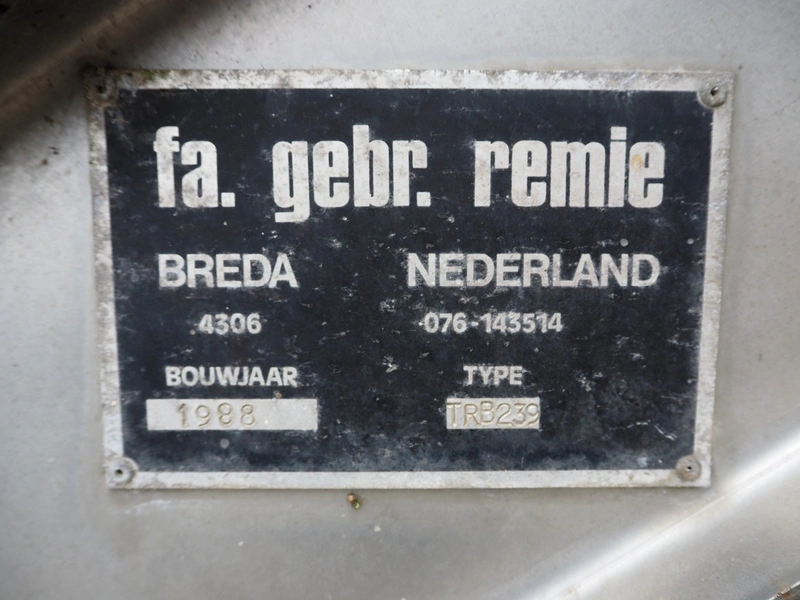 fa. gebr. remie
BREDA NEDERLAND
4306 076-143514
BOUWJAAR TYPE
1988 TRB239